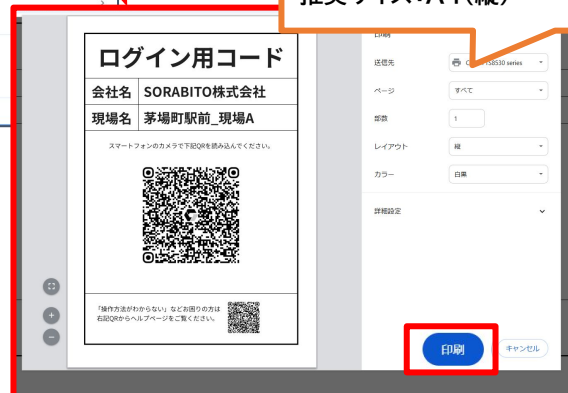 推奨サイズ：A4(縦)
ログイン用コード
会社名 SORABITO株式会社
現場名 茅場町駅前_現場A
スマートフォンのカメラで下記QRを読み込んでください。
「操作方法がわからない」などお困りの方は
右記QRからヘルプページをご覧ください。
印刷
送信先 series
ページ すべて
部数 1
レイアウト 縦
カラー 白黒
詳細設定
印刷 キャンセル